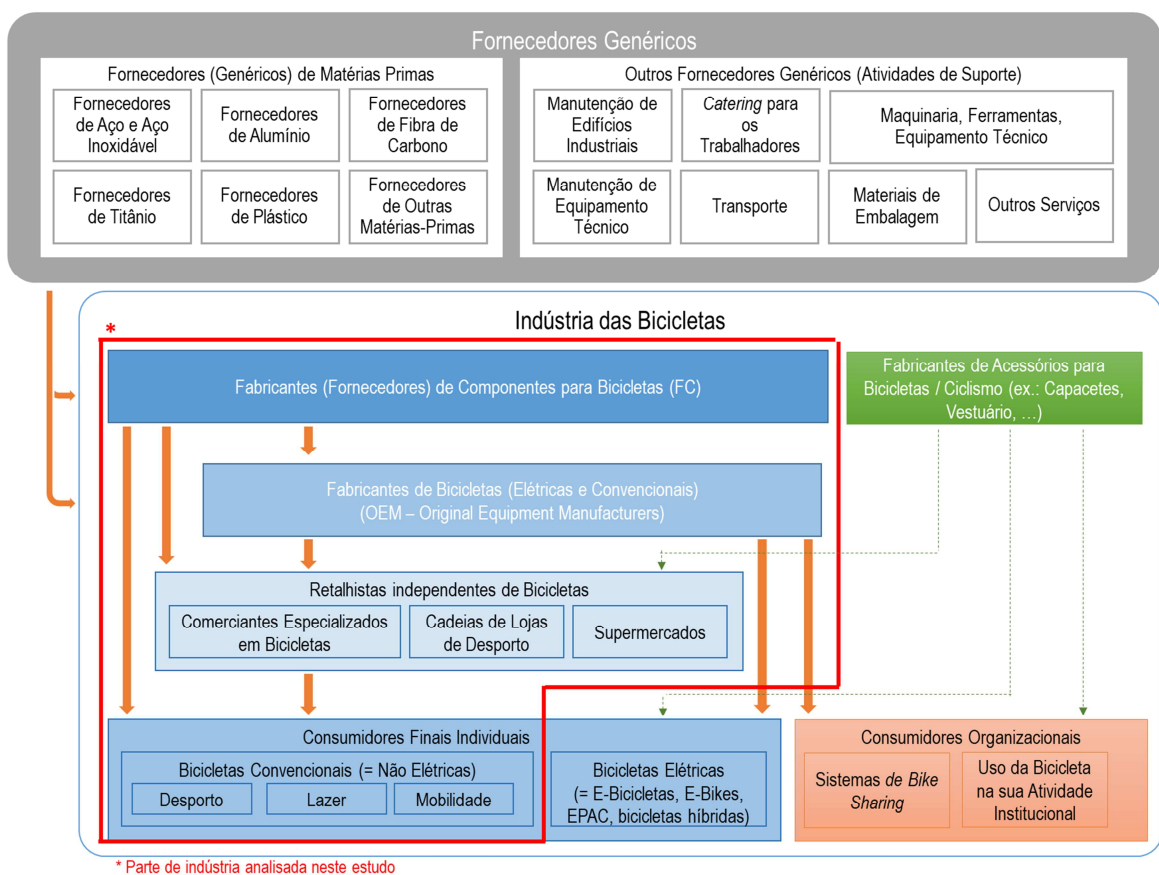 Fornecedores Genéricos
Fornecedores (Genéricos) de Matérias Primas
Fornecedores
de Aço e Aço
Inoxidável
Fornecedores
de Alumínio
Fornecedores
de Fibra de
Carbono
Fornecedores
de Titânio
Fornecedores
de Plástico
Fornecedores
de Outras
Matérias-Primas
Outros Fornecedores Genéricos (Atividades de Suporte)
Manutenção de
Edifícios
Industriais
Catering para
os
Trabalhadores
Maquinaria, Ferramentas,
Equipamento Técnico
Manutenção de
Equipamento
Técnico
Transporte
Materiais de
Embalagem
Outros Serviços
Indústria das Bicicletas
*
Fabricantes (Fornecedores) de Componentes para Bicicletas (FC)
Fabricantes de Acessórios para
Bicicletas / Ciclismo (ex.: Capacetes,
Vestuário, …)
Fabricantes de Bicicletas (Elétricas e Convencionais)
(OEM – Original Equipment Manufacturers)
Retalhistas independentes de Bicicletas
Comerciantes Especializados
em Bicicletas
Cadeias de Lojas
de Desporto
Supermercados
Consumidores Finais Individuais
Bicicletas Convencionais (= Não Elétricas)
Desporto
Lazer
Mobilidade
Bicicletas Elétricas
(= E-Bicicletas, E-Bikes,
EPAC, bicicletas híbridas)
Consumidores Organizacionais
Sistemas de Bike
Sharing
Uso da Bicicleta
na sua Atividade
Institucional
* Parte de indústria analisada neste estudo